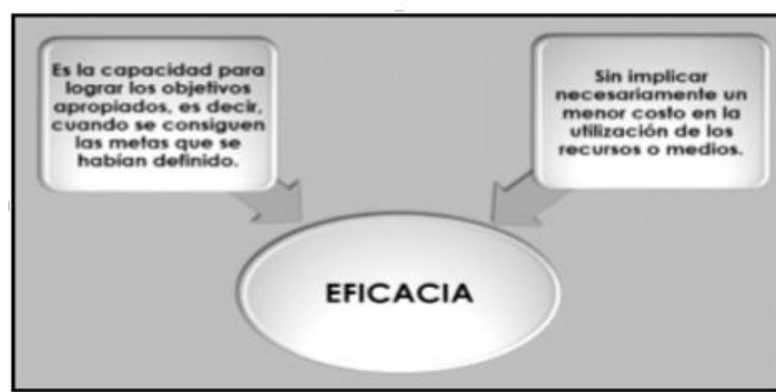 Es la capacidad para
lograr los objetivos
apropiados, es decir,
cuando se consiguen
las metas que se
habían definido.
Sin implicar
necesariamente un
menor costo en la
utilización de los
recursos o medios.
EFICACIA